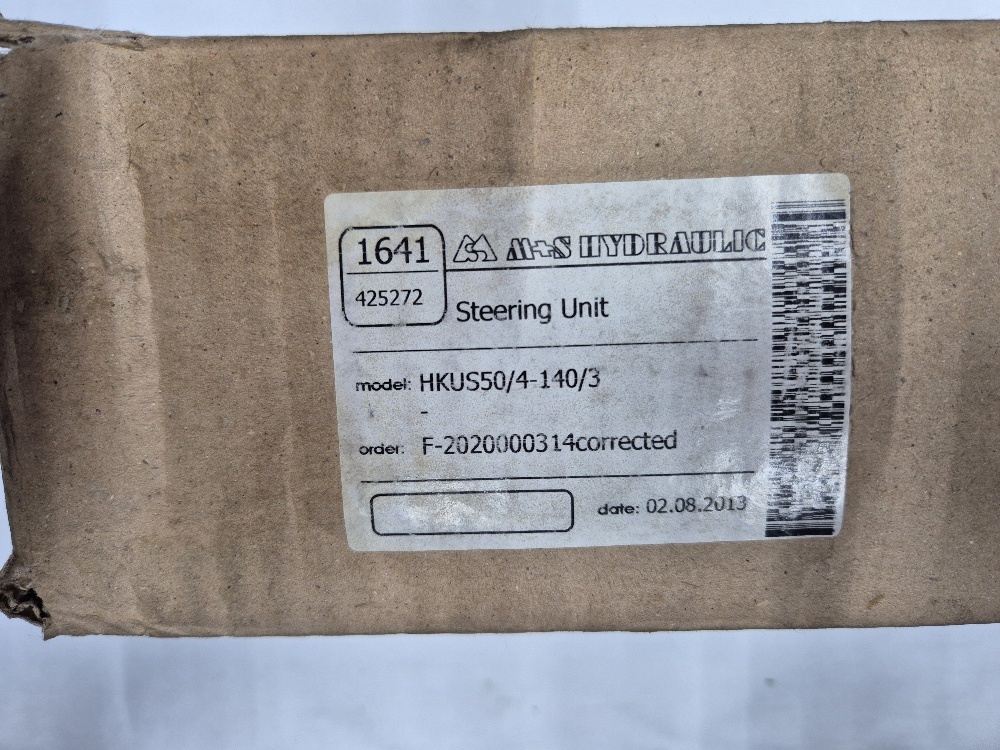 1641
M+S HYDRAULIC
425272
Steering Unit
model: HKUS50/4-140/3
-
order: F-2020000314corrected
date: 02.08.2013